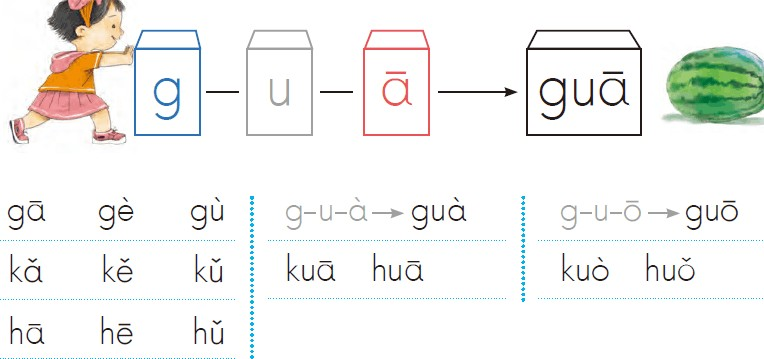 g u ā guā
gā gè gù
kǎ kě kǔ
hā hē hǔ
g–u–à→guà
kuā huā
g–u–ō→guō
kuò huǒ